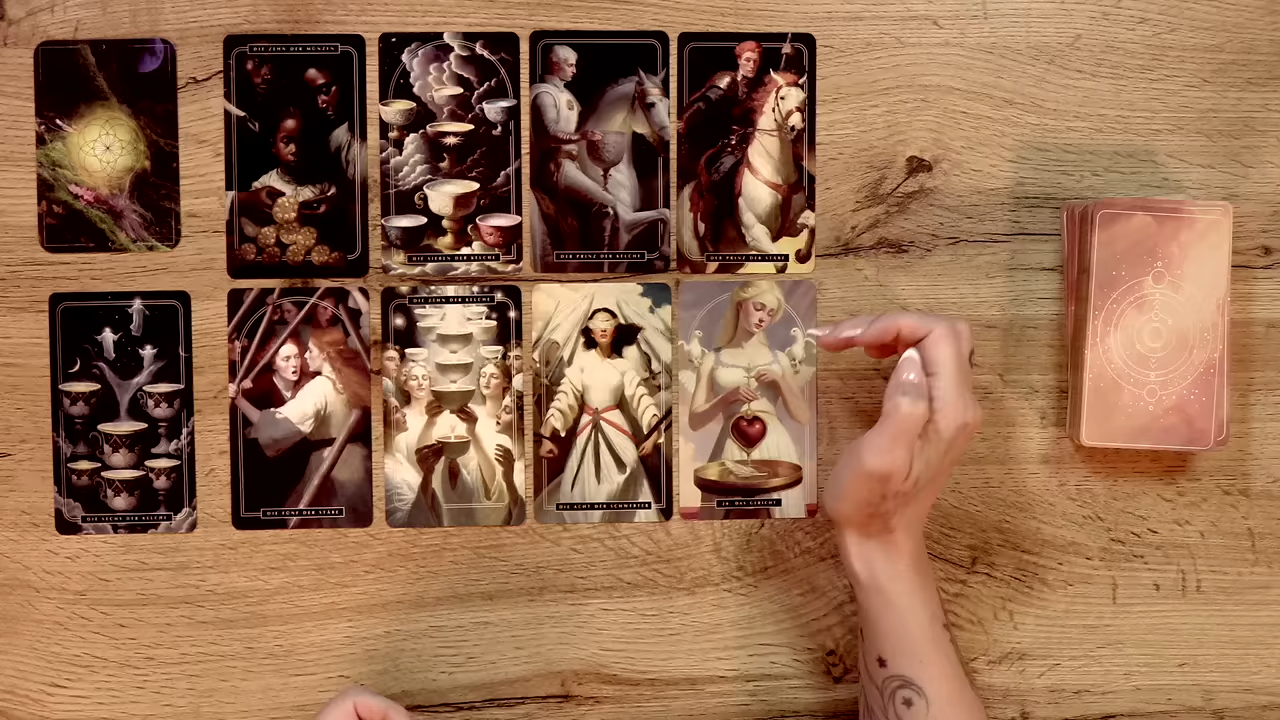 DIE ZEHN DER MÜNZEN
DIE SIEBEN DER KELCHE
DER PRINZ DER KELCHE
DER PRINZ DER STÄBE
DIE SECHS DER KELCHE
DIE FÜNF DER STÄBE
DIE ZEHN DER KELCHE
DIE ACHT DER SCHWERTER
20. DAS GERICHT